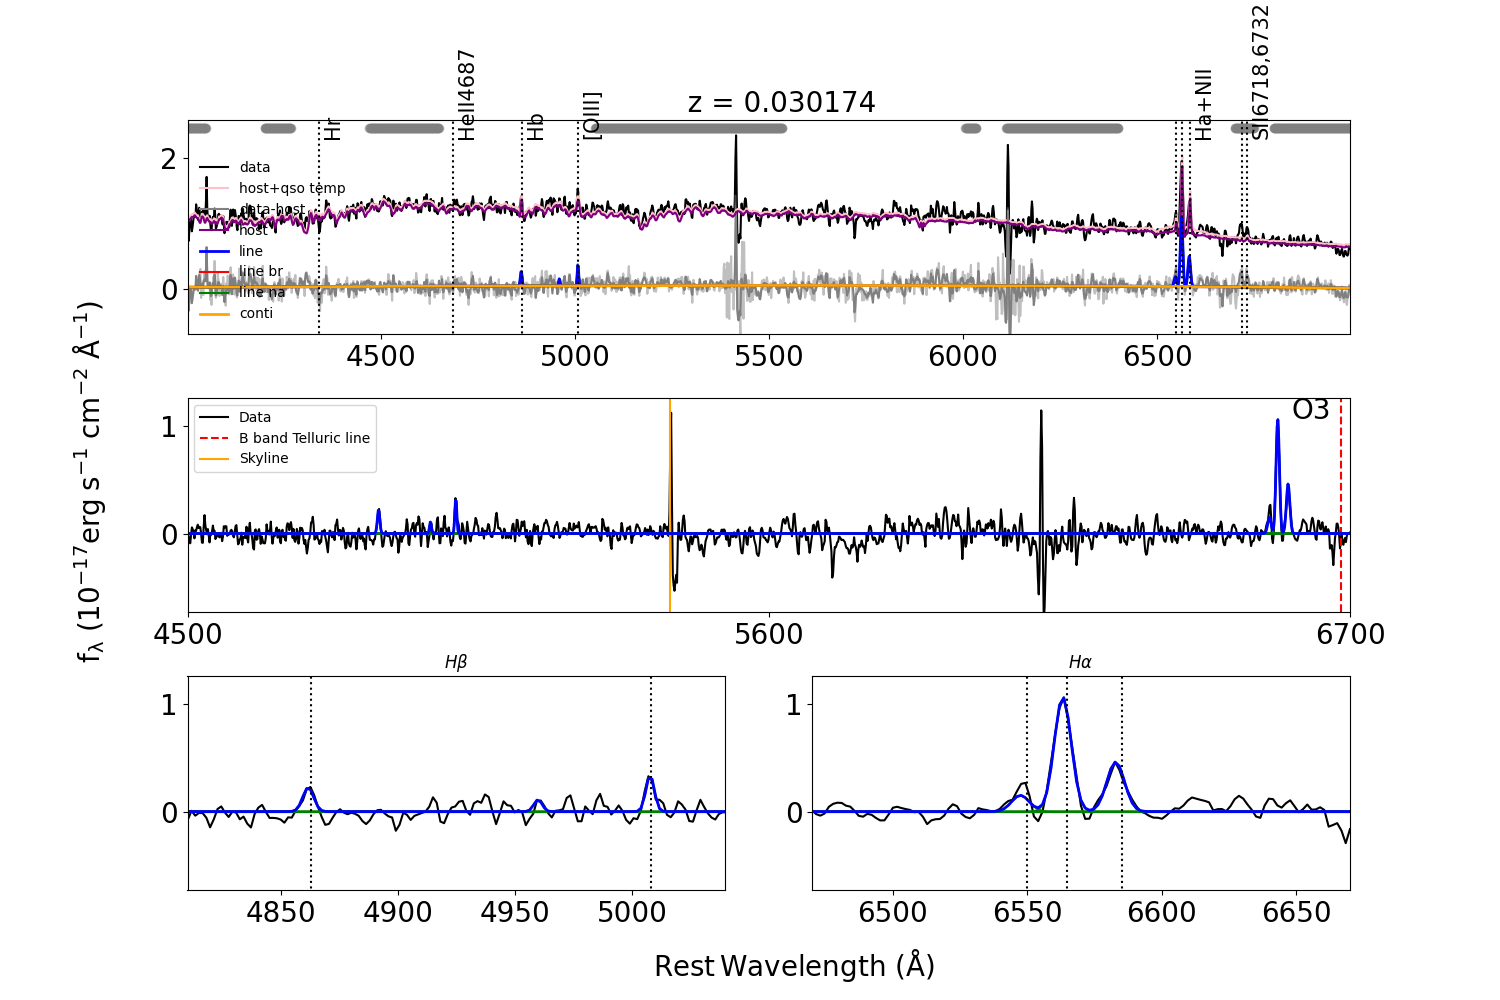 z = 0.030174
Hr
HeII4687
Hb
[OIII]
Ha+NII
SII6718,6732
2
0
data
host+qso temp
data-host
host
line
line br
line na
conti
4500 5000 5500 6000 6500
1
0
Data
B band Telluric line
Skyline
O3
4500 5600 6700
Hβ
1
0
4850 4900 4950 5000
Hα
1
0
6500 6550 6600 6650
fλ (10⁻¹⁷erg s⁻¹ cm⁻² Å⁻¹)
Rest Wavelength (Å)